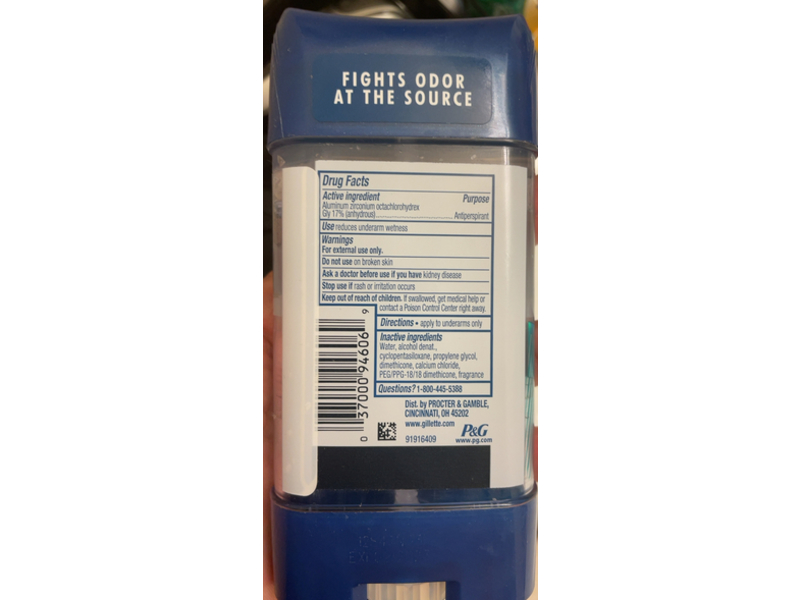 FIGHTS ODOR
AT THE SOURCE
Drug Facts
Active ingredient Purpose
Aluminum zirconium octachlorohydrex
Gly 17% (anhydrous) Antiperspirant
Use reduces underarm wetness
Warnings
For external use only.
Do not use on broken skin
Ask a doctor before use if you have kidney disease
Stop use if rash or irritation occurs
Keep out of reach of children. If swallowed, get medical help or
contact a Poison Control Center right away.
Directions • apply to underarms only
Inactive ingredients
Water, alcohol denat.,
cyclopentasiloxane, propylene glycol,
dimethicone, calcium chloride,
PEG/PPG-18/18 dimethicone, fragrance
Questions? 1-800-445-5388
0 37000 94606 9
Dist. by PROCTER & GAMBLE,
CINCINNATI, OH 45202
www.gillette.com
91916409
P&G
www.pg.com